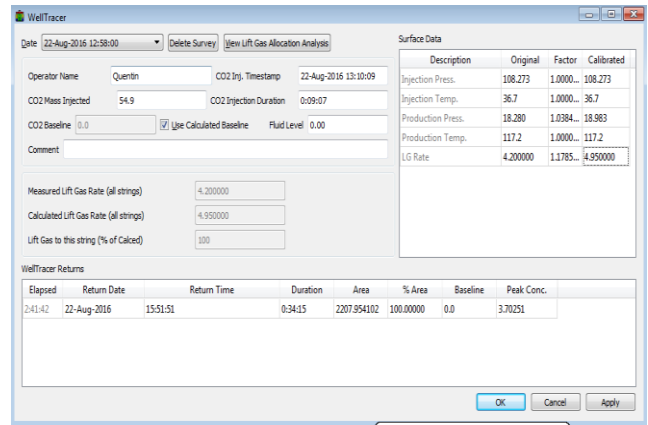 WellTracer
Date 22-Aug-2016 12:58:00 Delete Survey View Lift Gas Allocation Analysis
Operator Name Quentin CO2 Inj. Timestamp 22-Aug-2016 13:10:09
CO2 Mass Injected 54.9 CO2 Injection Duration 0:09:07
CO2 Baseline 0.0 Use Calculated Baseline Fluid Level 0.00
Comment
Measured Lift Gas Rate (all strings) 4.200000
Calculated Lift Gas Rate (all strings) 4.950000
Lift Gas to this string (% of Calced) 100
Surface Data
Description Original Factor Calibrated
Injection Press. 108.273 1.0000... 108.273
Injection Temp. 36.7 1.0000... 36.7
Production Press. 18.280 1.0384... 18.983
Production Temp. 117.2 1.0000... 117.2
LG Rate 4.200000 1.1785... 4.950000
WellTracer Returns
Elapsed Return Date Return Time Duration Area % Area Baseline Peak Conc.
2:41:42 22-Aug-2016 15:51:51 0:34:15 2207.954102 100.00000 0.0 3.70251
OK Cancel Apply